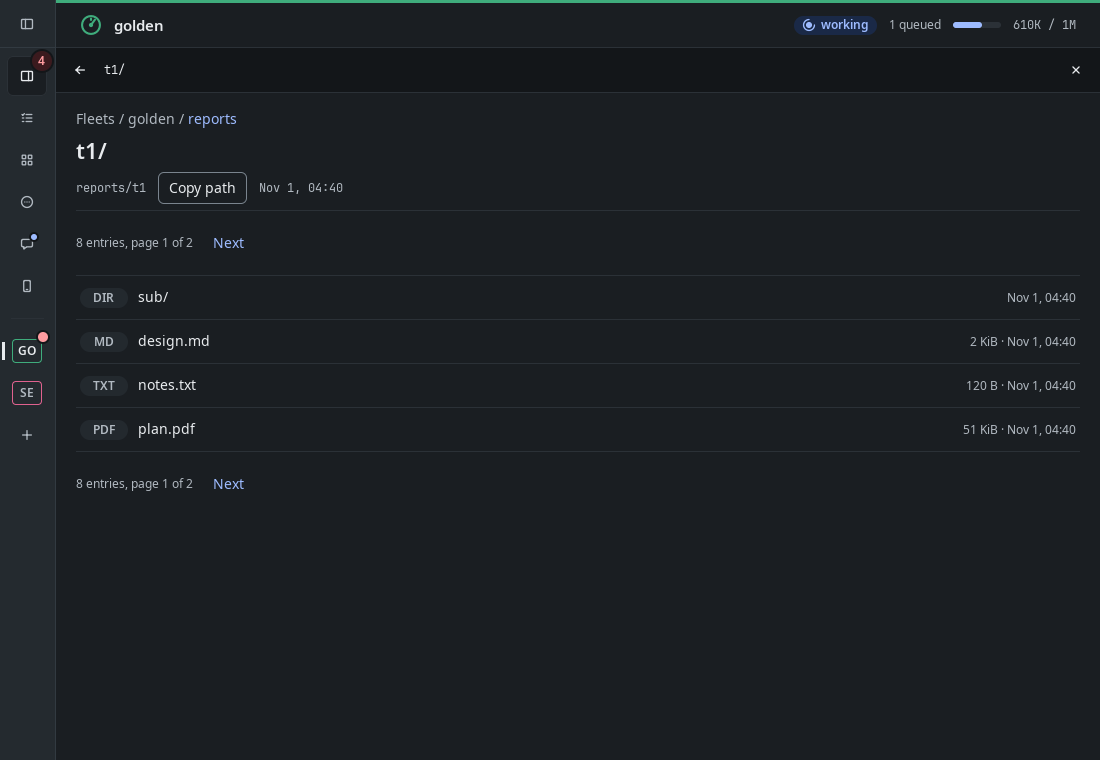 golden
working
1 queued
610K / 1M
4
t1/
Fleets / golden / reports
t1/
reports/t1
Copy path
Nov 1, 04:40
8 entries, page 1 of 2
Next
DIR
sub/
Nov 1, 04:40
MD
design.md
2 KiB · Nov 1, 04:40
TXT
notes.txt
120 B · Nov 1, 04:40
PDF
plan.pdf
51 KiB · Nov 1, 04:40
8 entries, page 1 of 2
Next
GO
SE